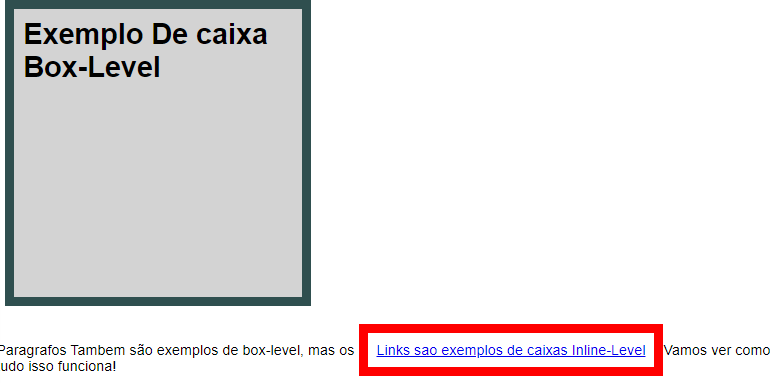 Exemplo De caixa
Box-Level
Paragrafos Tambem são exemplos de box-level, mas os Links sao exemplos de caixas Inline-Level Vamos ver como
udo isso funciona!